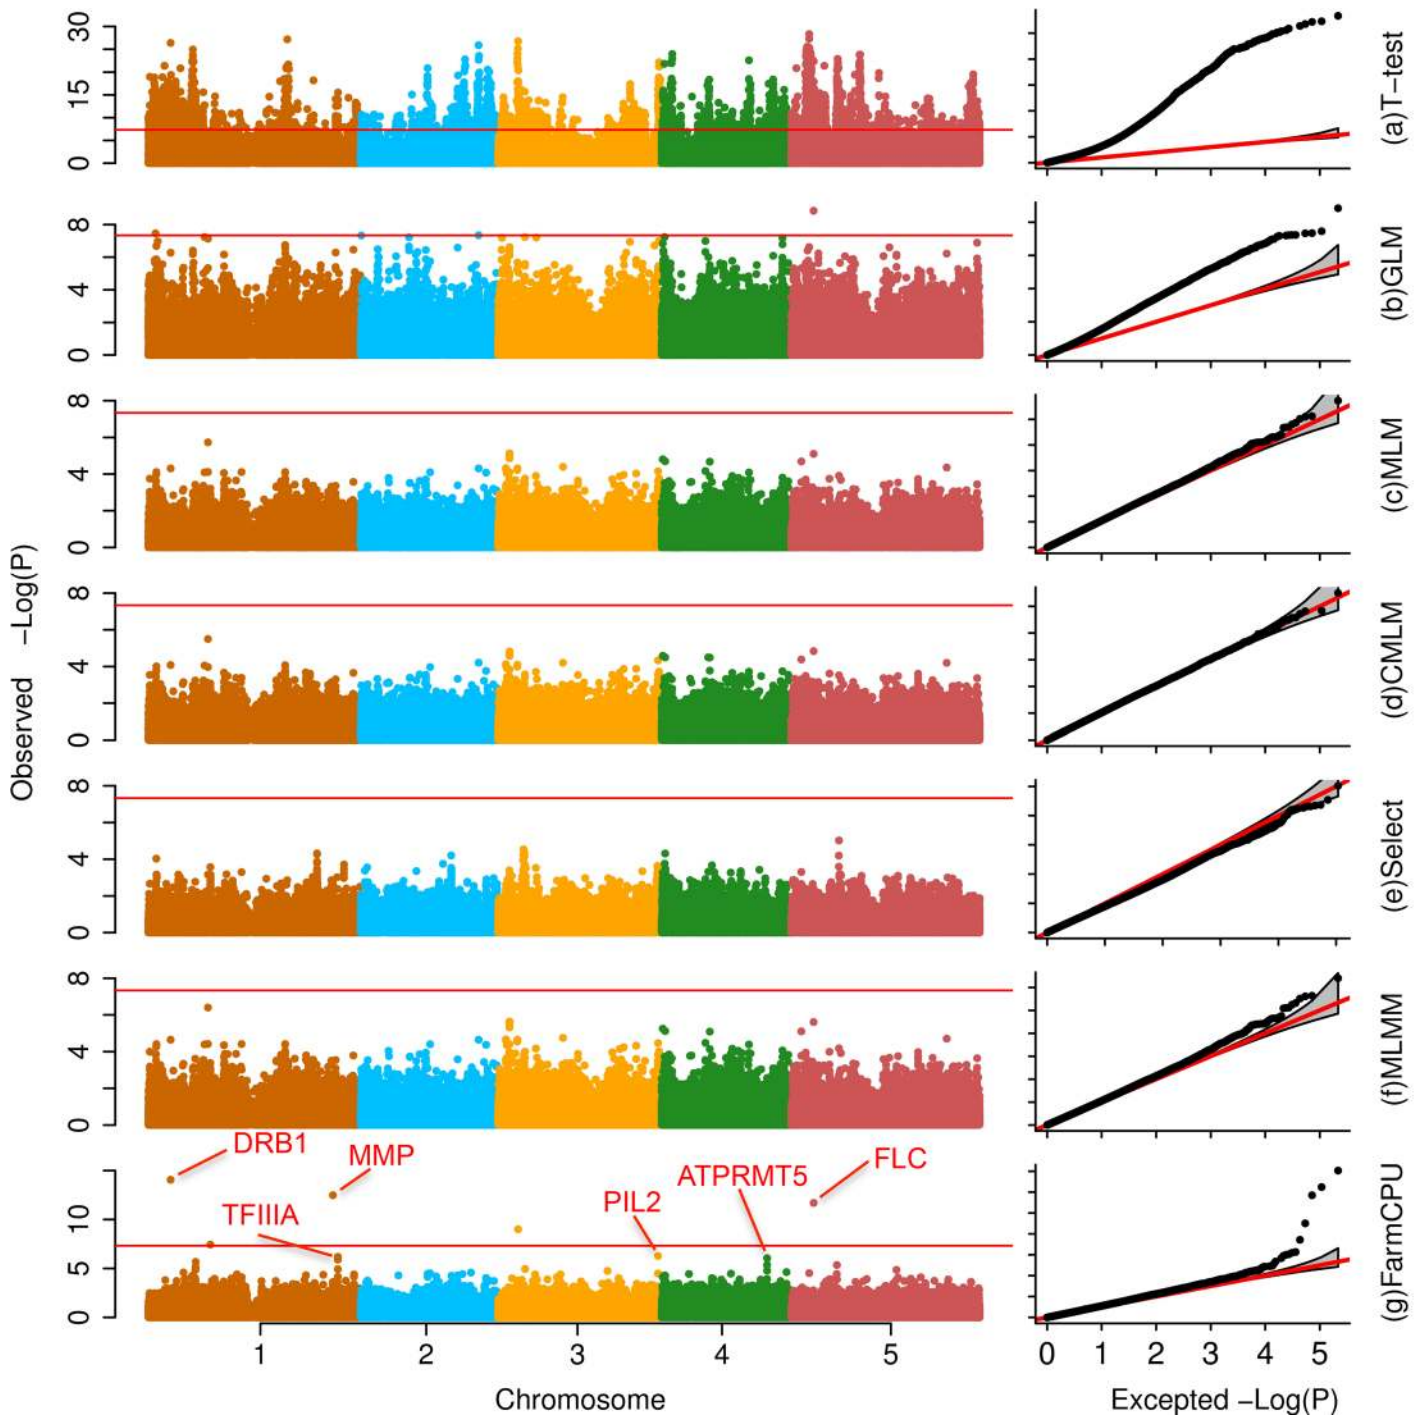 Observed −Log(P)
30
15
0
(a)T−test
8
4
0
(b)GLM
8
4
0
(c)MLM
8
4
0
(d)CMLM
8
4
0
(e)Select
8
4
0
(f)MLMM
DRB1
MMP
FLC
ATPRMT5
PIL2
TFIIIA
10
5
0
(g)FarmCPU
1 2 3 4 5
0 1 2 3 4 5
Chromosome
Excepted −Log(P)